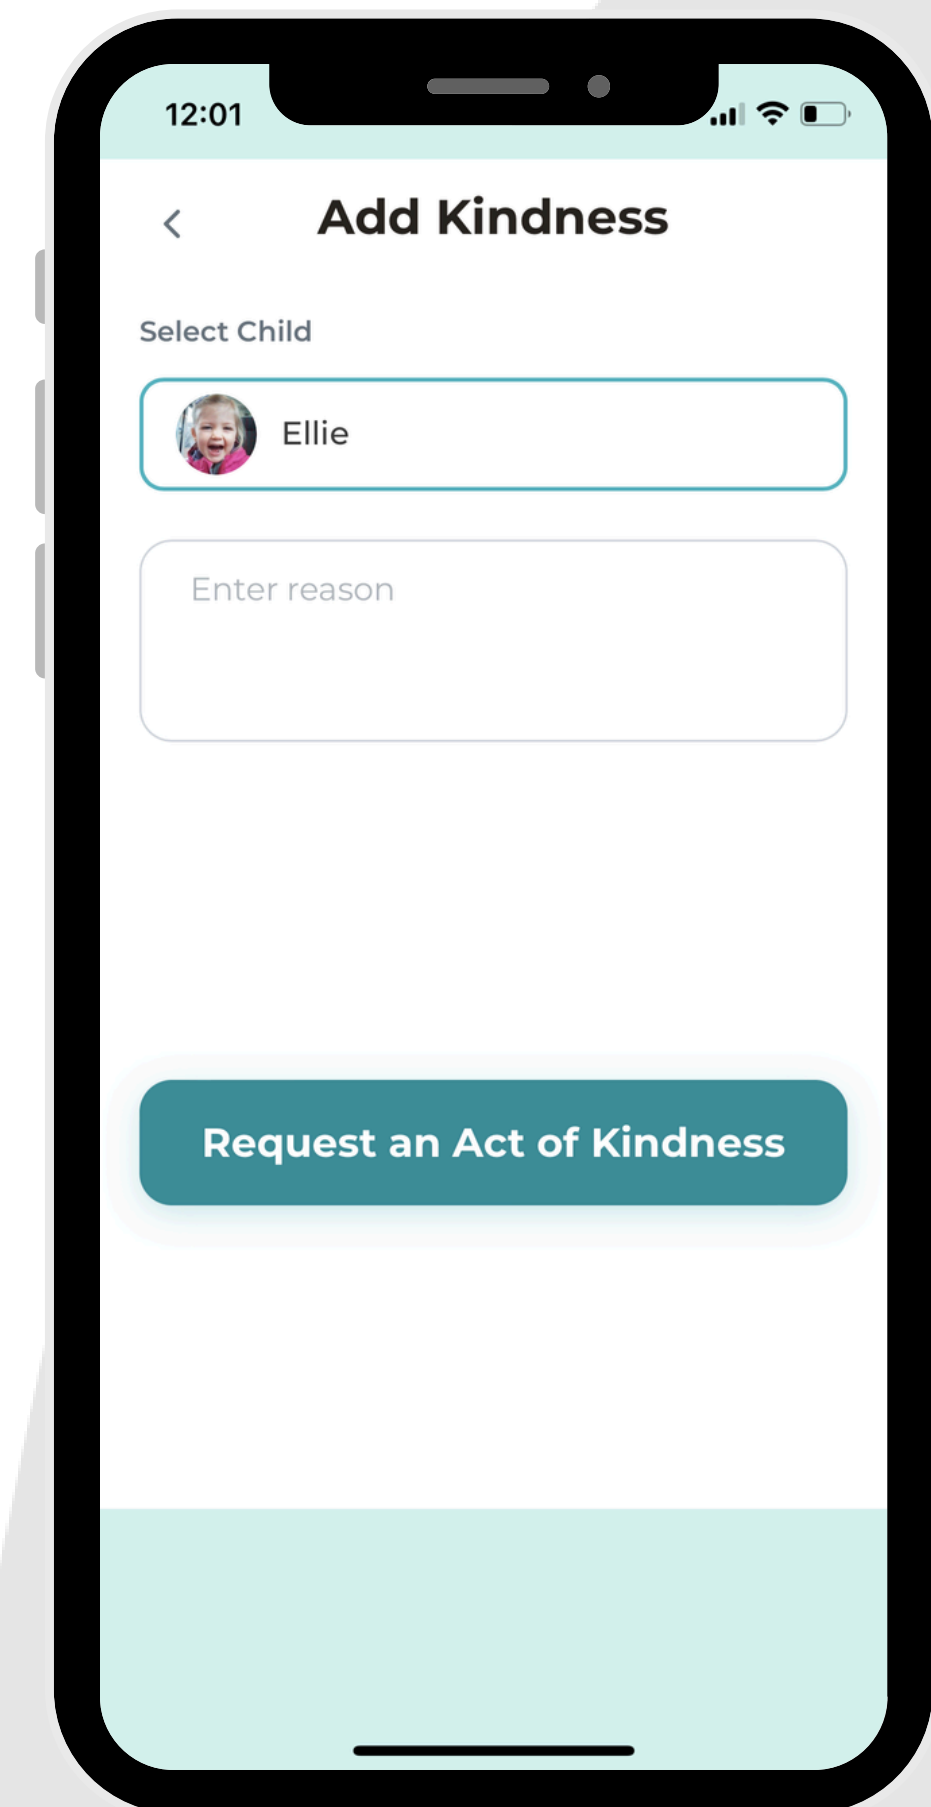 12:01
Add Kindness
Select Child
Ellie
Enter reason
Request an Act of Kindness